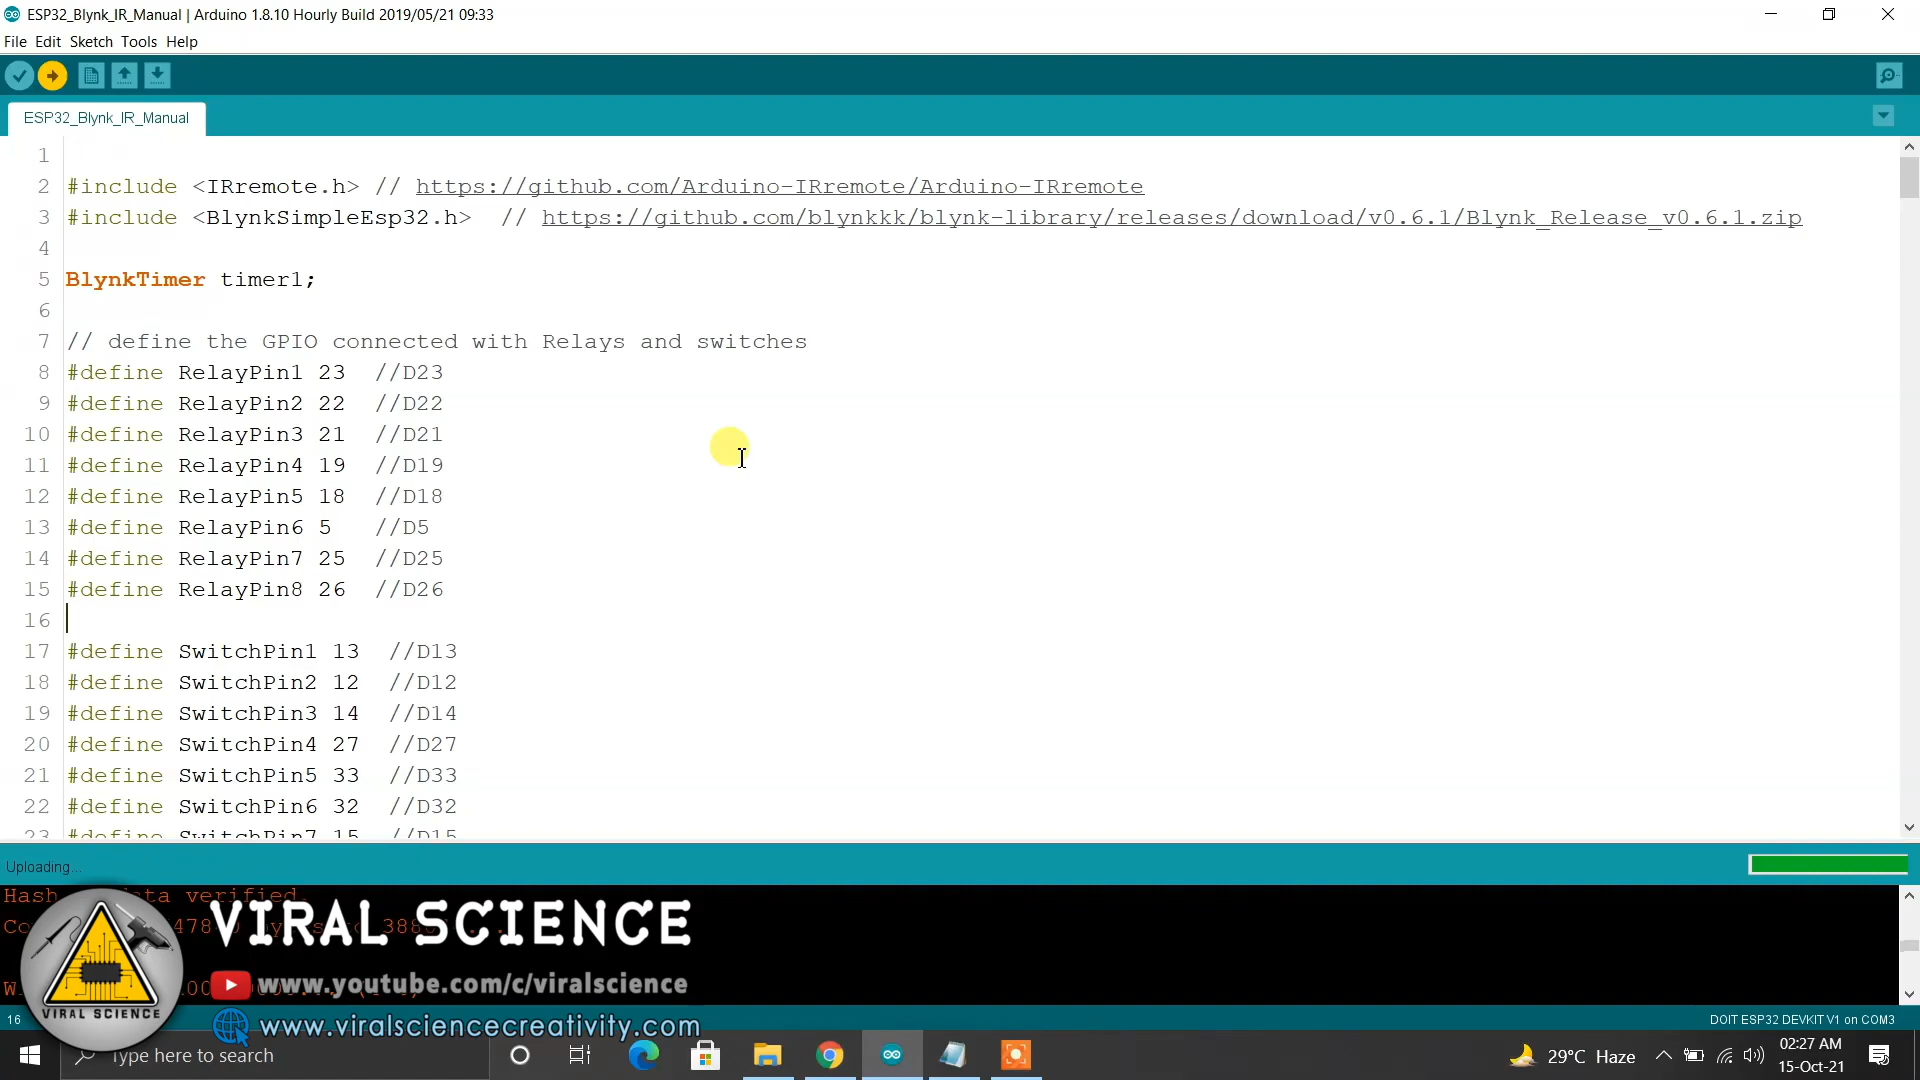 ESP32_Blynk_IR_Manual | Arduino 1.8.10 Hourly Build 2019/05/21 09:33
File Edit Sketch Tools Help
ESP32_Blynk_IR_Manual
1
2 #include <IRremote.h> // https://github.com/Arduino-IRremote/Arduino-IRremote
3 #include <BlynkSimpleEsp32.h>  // https://github.com/blynkkk/blynk-library/releases/download/v0.6.1/Blynk_Release_v0.6.1.zip
4
5 BlynkTimer timer1;
6
7 // define the GPIO connected with Relays and switches
8 #define RelayPin1 23  //D23
9 #define RelayPin2 22  //D22
10 #define RelayPin3 21  //D21
11 #define RelayPin4 19  //D19
12 #define RelayPin5 18  //D18
13 #define RelayPin6 5   //D5
14 #define RelayPin7 25  //D25
15 #define RelayPin8 26  //D26
16
17 #define SwitchPin1 13  //D13
18 #define SwitchPin2 12  //D12
19 #define SwitchPin3 14  //D14
20 #define SwitchPin4 27  //D27
21 #define SwitchPin5 33  //D33
22 #define SwitchPin6 32  //D32
23 #define SwitchPin7 15  //D15
Uploading...
Hash verified.
VIRAL SCIENCE
www.youtube.com/c/viralscience
VIRAL SCIENCE
www.viralsciencecreativity.com
16
DOIT ESP32 DEVKIT V1 on COM3
Type here to search
29°C Haze
02:27 AM
15-Oct-21